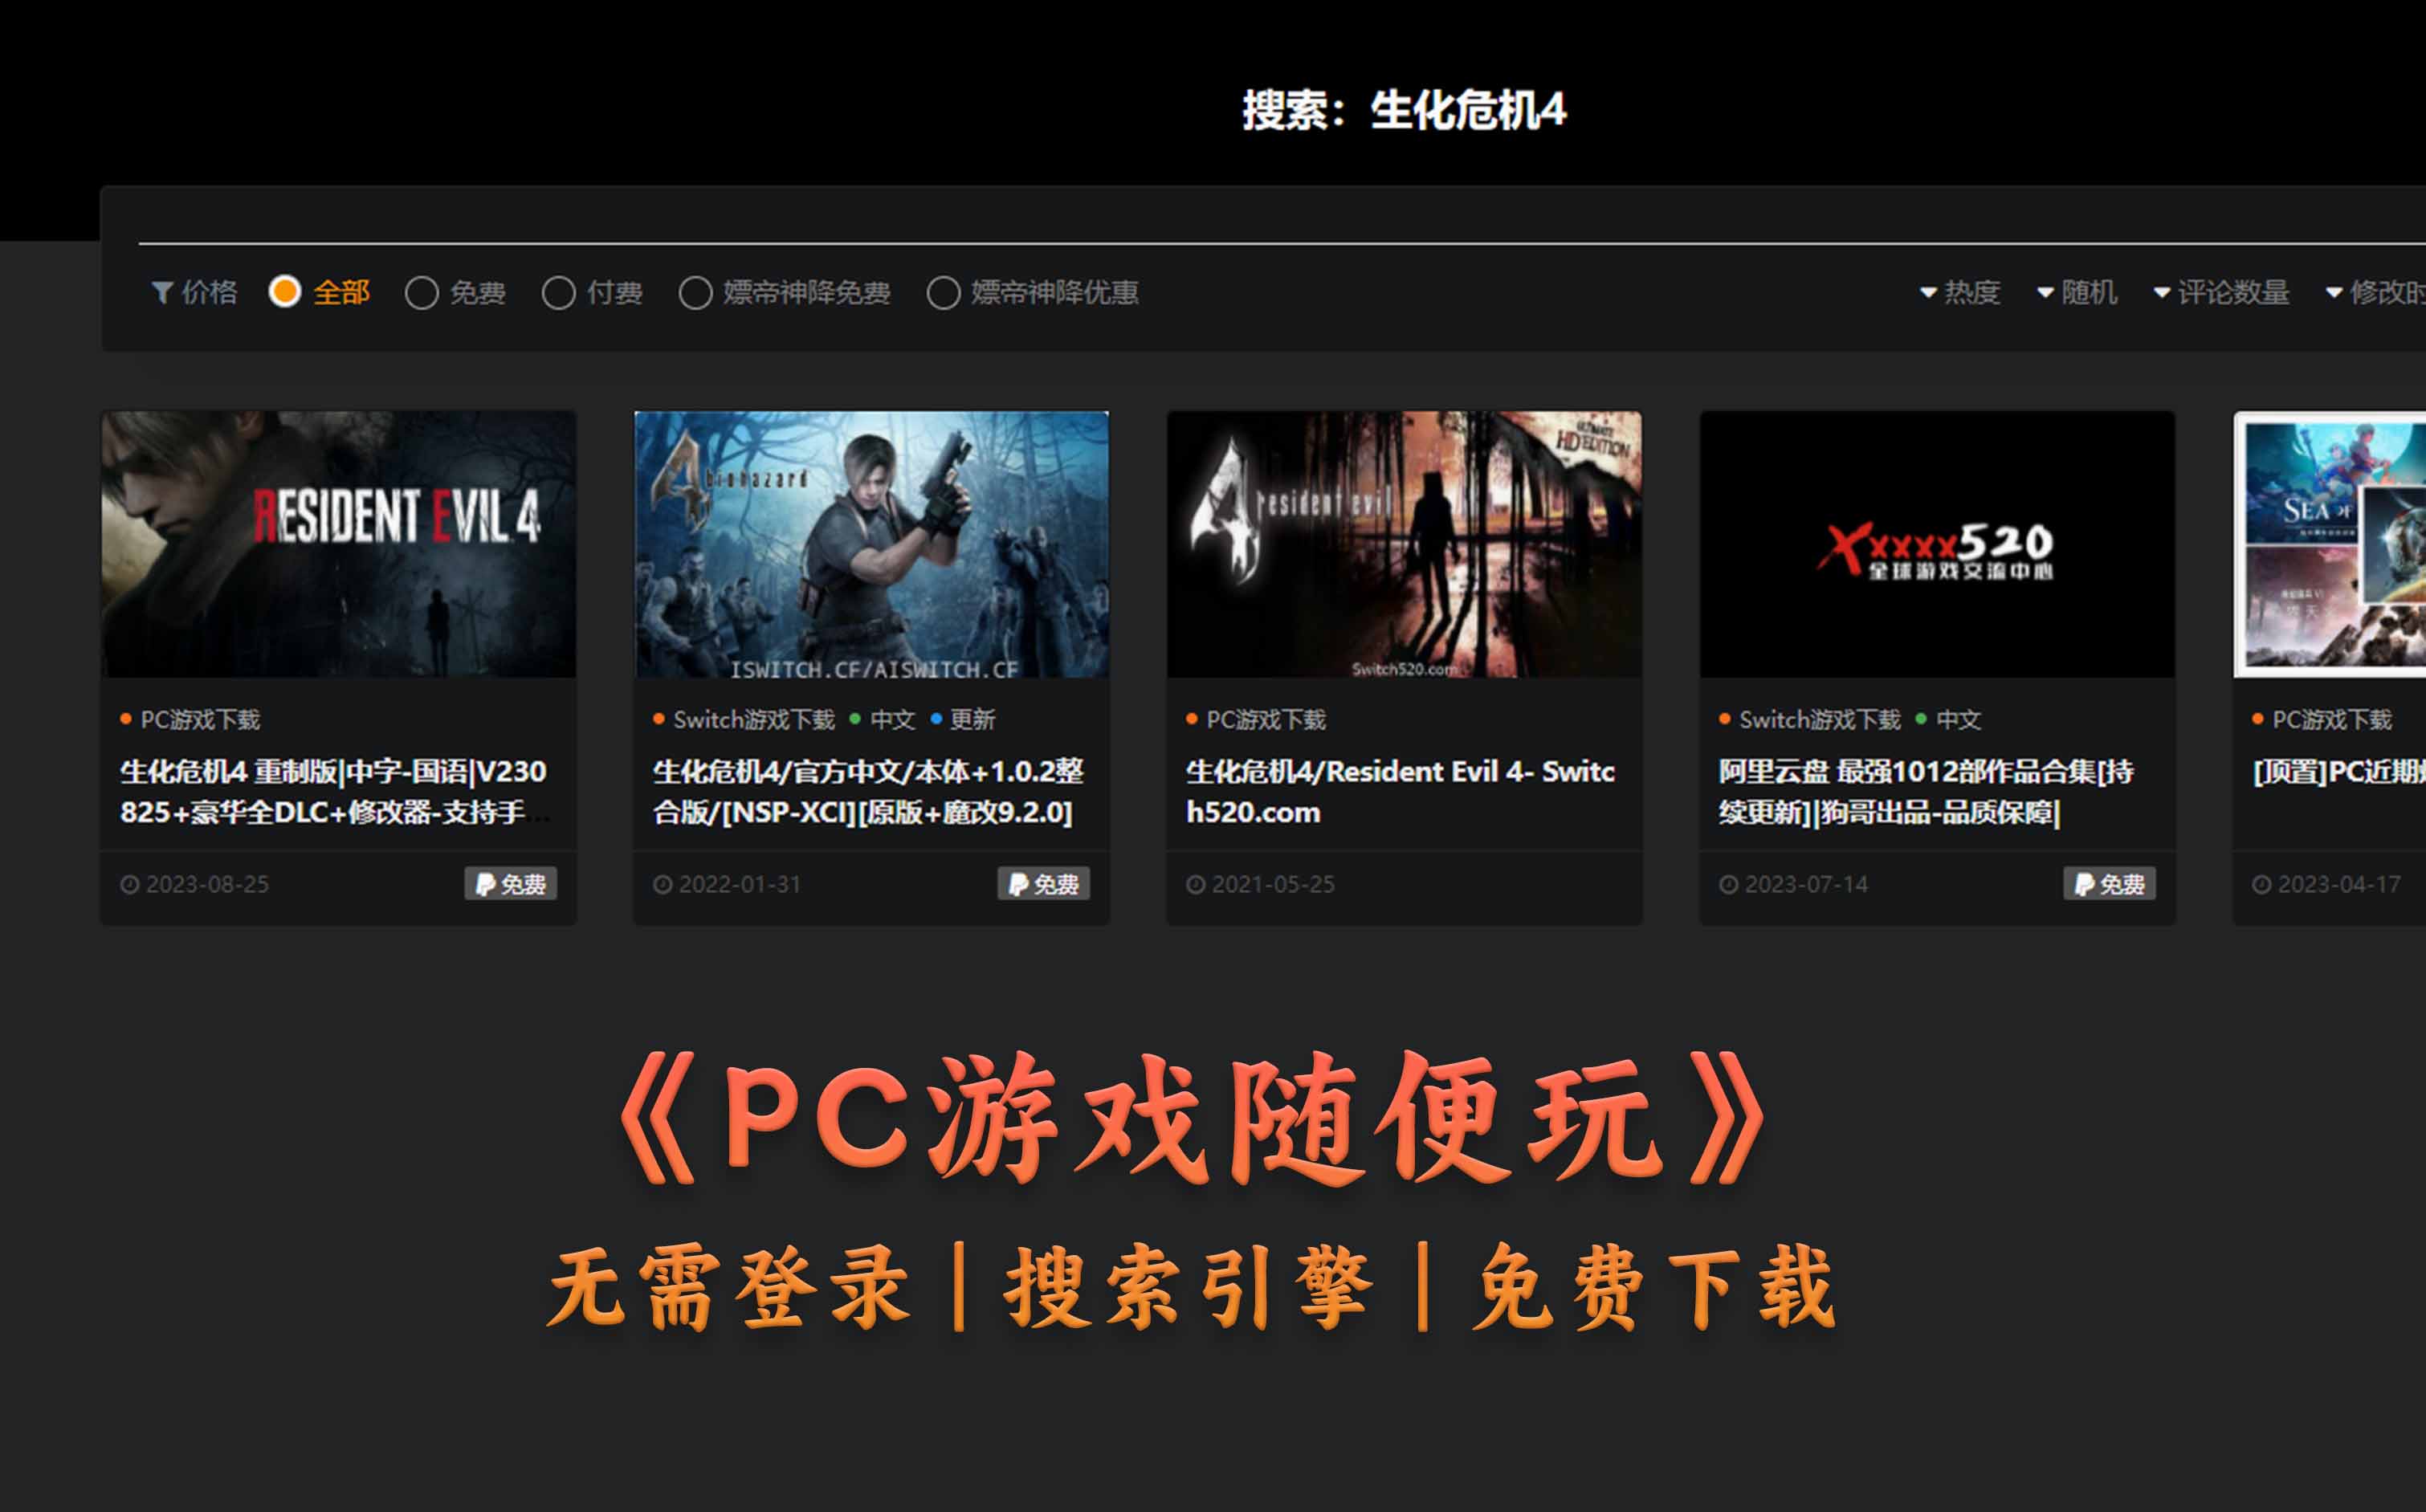 搜索：生化危机4
价格 全部 免费 付费 嫖帝神降免费 嫖帝神降优惠 热度 随机 评论数量 修改时
RESIDENT EVIL 4
4 biohazard
ISWITCH.CF/AISWITCH.CF
4 resident evil
ULTIMATE
HD EDITION
Switch520.com
Xxxxx520
全球游戏交流中心
SEA OF
PC游戏下载
生化危机4 重制版|中字-国语|V230
825+豪华全DLC+修改器-支持手...
2023-08-25 免费
Switch游戏下载 中文 更新
生化危机4/官方中文/本体+1.0.2整
合版/[NSP-XCI][原版+魔改9.2.0]
2022-01-31 免费
PC游戏下载
生化危机4/Resident Evil 4- Switc
h520.com
2021-05-25
Switch游戏下载 中文
阿里云盘 最强1012部作品合集[持
续更新]|狗哥出品-品质保障|
2023-07-14 免费
PC游戏下载
[顶置]PC近期
2023-04-17
《PC游戏随便玩》
无需登录|搜索引擎|免费下载